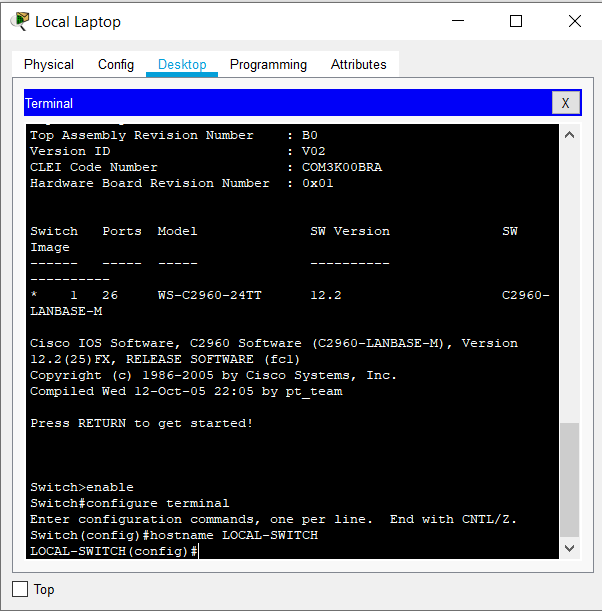 Local Laptop
Physical Config Desktop Programming Attributes
Terminal X
Top Assembly Revision Number    : B0
Version ID                      : V02
CLEI Code Number                : COM3K00BRA
Hardware Board Revision Number  : 0x01
Switch   Ports  Model              SW Version              SW
Image
------   -----  -----              ----------
----------
*    1   26     WS-C2960-24TT      12.2                    C2960-
LANBASE-M
Cisco IOS Software, C2960 Software (C2960-LANBASE-M), Version
12.2(25)FX, RELEASE SOFTWARE (fc1)
Copyright (c) 1986-2005 by Cisco Systems, Inc.
Compiled Wed 12-Oct-05 22:05 by pt_team
Press RETURN to get started!
Switch>enable
Switch#configure terminal
Enter configuration commands, one per line.  End with CNTL/Z.
Switch(config)#hostname LOCAL-SWITCH
LOCAL-SWITCH(config)#
Top